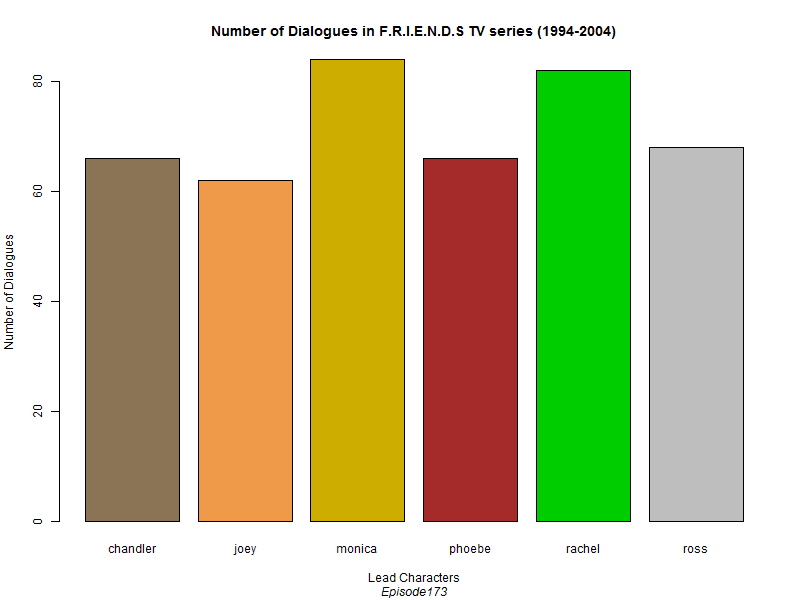 Number of Dialogues in F.R.I.E.N.D.S TV series (1994-2004)
Number of Dialogues
80
60
40
20
0
chandler joey monica phoebe rachel ross
Lead Characters
Episode173